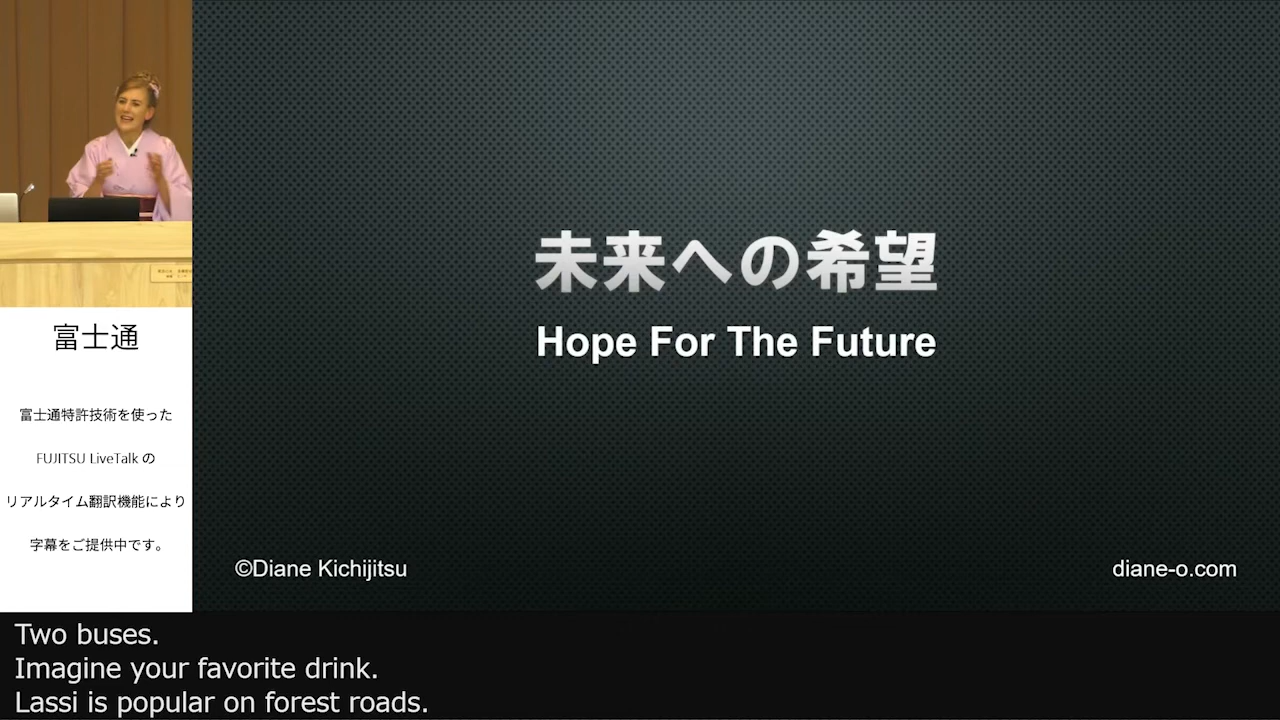 未来への希望
Hope For The Future
©Diane Kichijitsu
diane-o.com
富士通
富士通特許技術を使った
FUJITSU LiveTalk の
リアルタイム翻訳機能により
字幕をご提供中です。
Two buses.
Imagine your favorite drink.
Lassi is popular on forest roads.